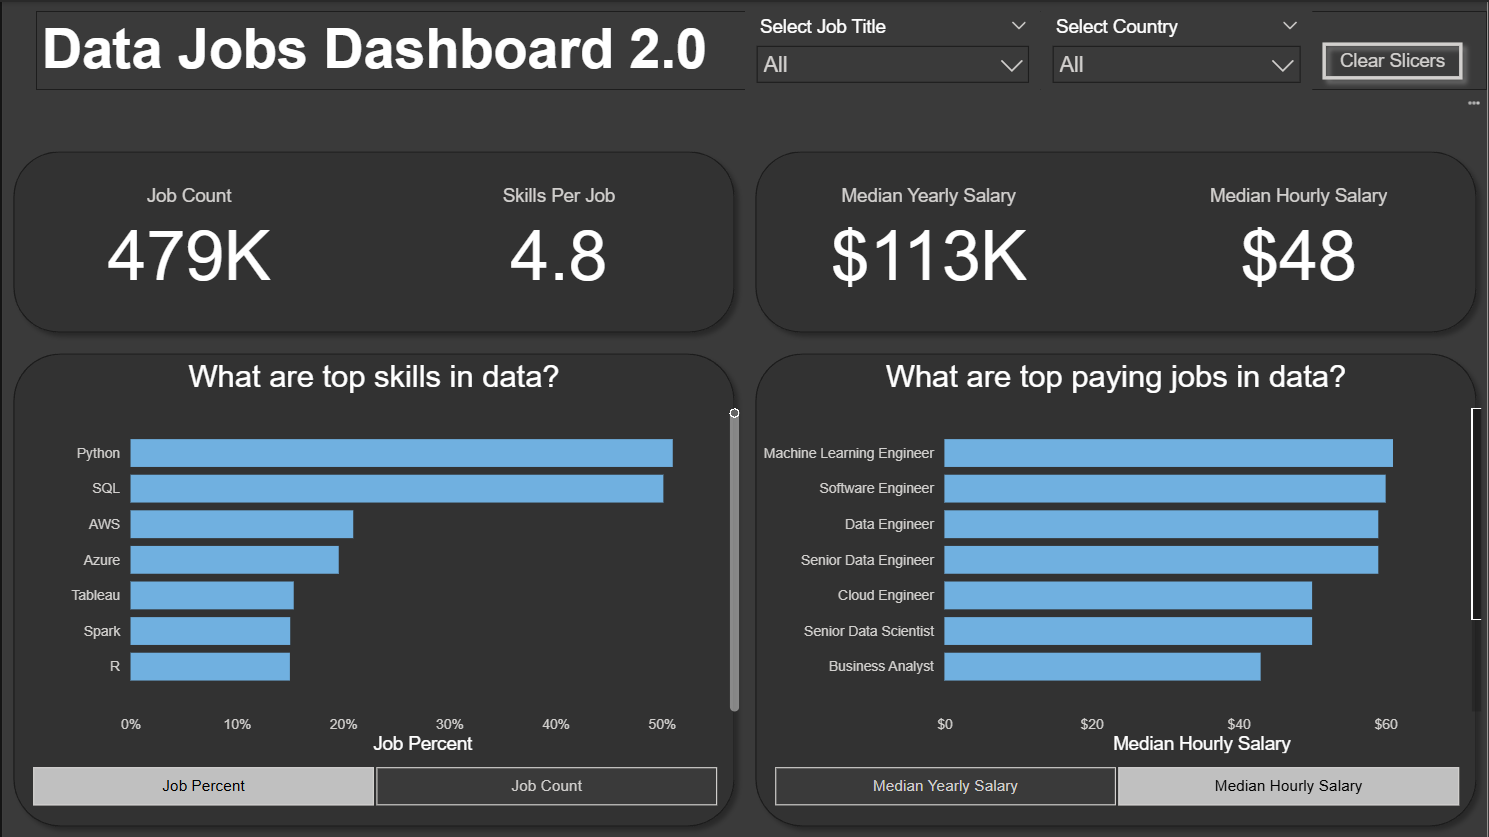 Data Jobs Dashboard 2.0
Select Job Title
All
Select Country
All
Clear Slicers
Job Count
479K
Skills Per Job
4.8
Median Yearly Salary
$113K
Median Hourly Salary
$48
What are top skills in data?
Python
SQL
AWS
Azure
Tableau
Spark
R
0% 10% 20% 30% 40% 50%
Job Percent
Job Percent
Job Count
What are top paying jobs in data?
Machine Learning Engineer
Software Engineer
Data Engineer
Senior Data Engineer
Cloud Engineer
Senior Data Scientist
Business Analyst
$0 $20 $40 $60
Median Hourly Salary
Median Yearly Salary
Median Hourly Salary